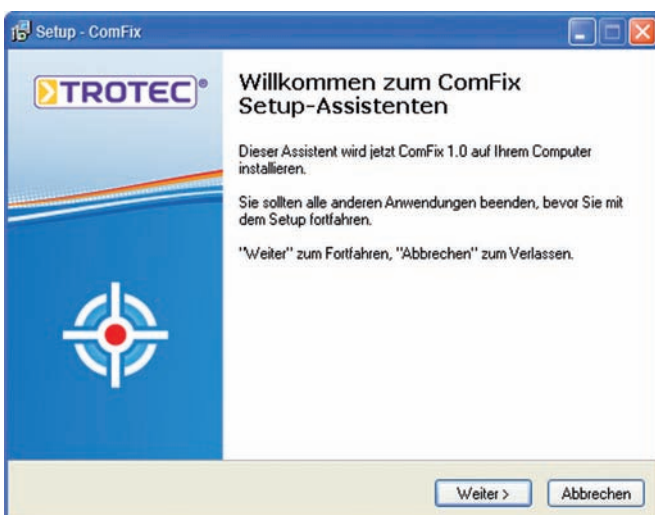 Setup - ComFix
TROTEC®
Willkommen zum ComFix
Setup-Assistenten
Dieser Assistent wird jetzt ComFix 1.0 auf Ihrem Computer
installieren.
Sie sollten alle anderen Anwendungen beenden, bevor Sie mit
dem Setup fortfahren.
"Weiter" zum Fortfahren, "Abbrechen" zum Verlassen.
Weiter >
Abbrechen